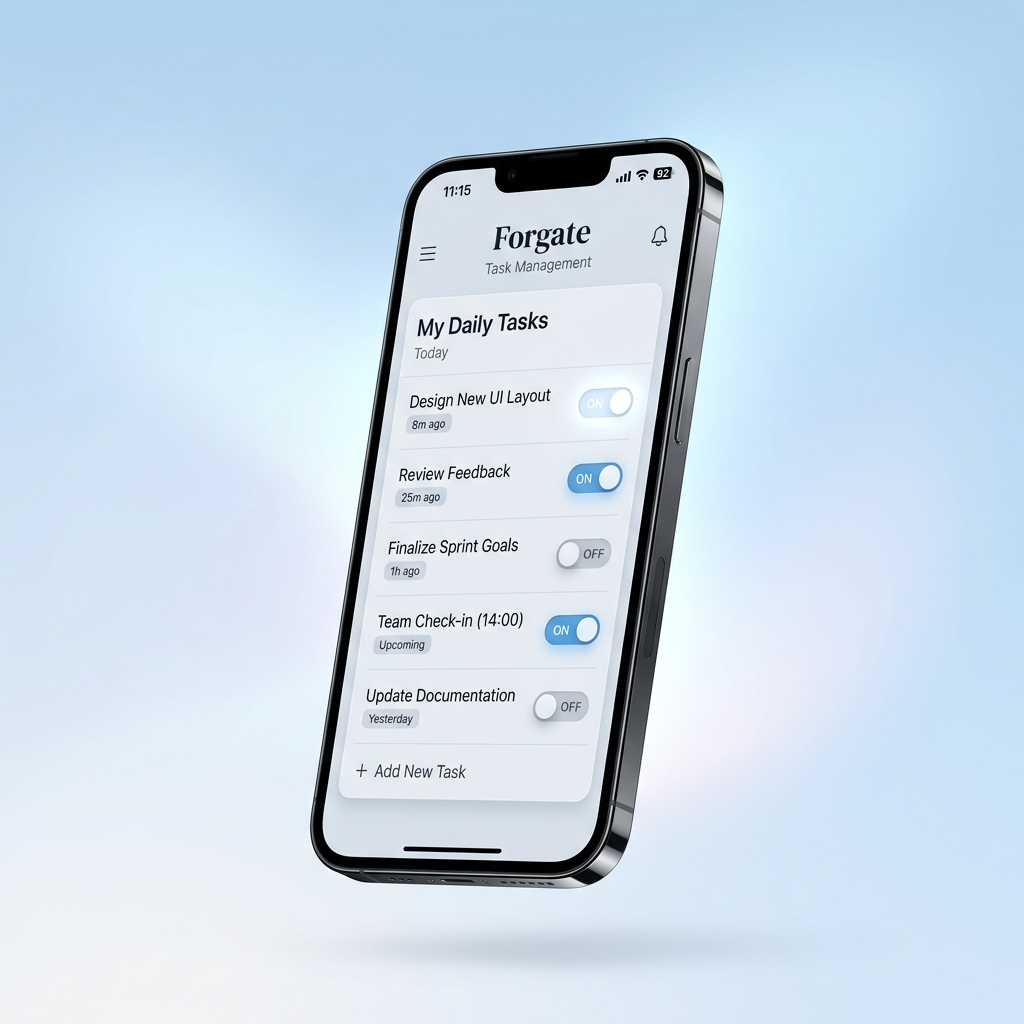 11:15
92
Forgate
Task Management
My Daily Tasks
Today
Design New UI Layout
ON
8m ago
Review Feedback
ON
25m ago
Finalize Sprint Goals
OFF
1h ago
Team Check-in (14:00)
ON
Upcoming
Update Documentation
OFF
Yesterday
+ Add New Task